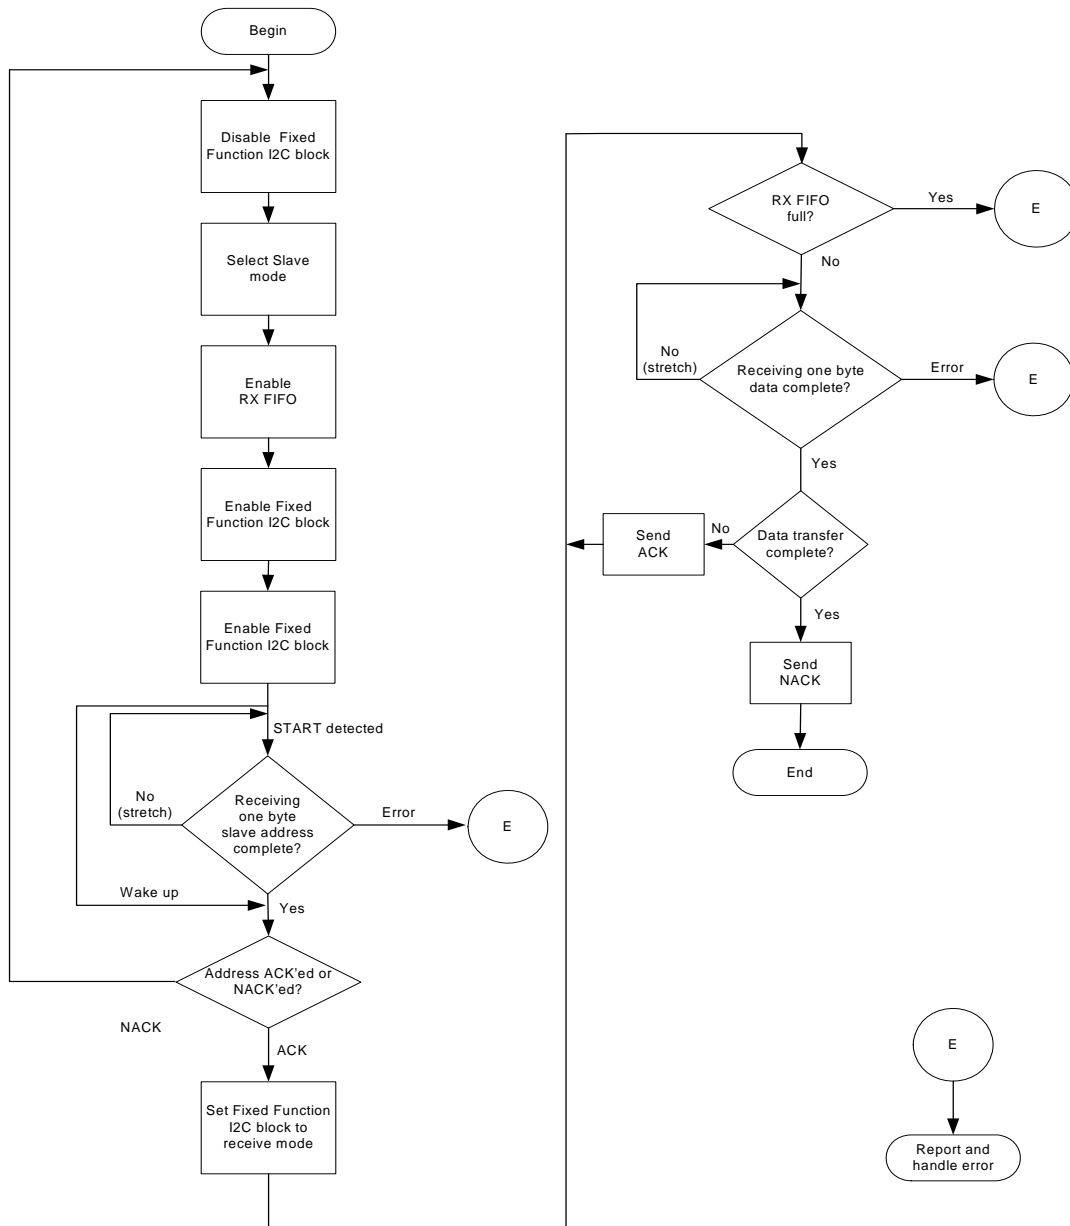 Begin
Disable  Fixed
Function I2C block
Select Slave
mode
Enable
RX FIFO
Enable Fixed
Function I2C block
Enable Fixed
Function I2C block
START detected
No
(stretch)
Receiving
one byte
slave address
complete?
Error
E
Wake up
Yes
Address ACK'ed or
NACK'ed?
NACK
ACK
Set Fixed Function
I2C block to
receive mode
RX FIFO
full?
Yes
E
No
No
(stretch)
Receiving one byte
data complete?
Error
E
Yes
Send
ACK
No
Data transfer
complete?
Yes
Send
NACK
End
E
Report and
handle error